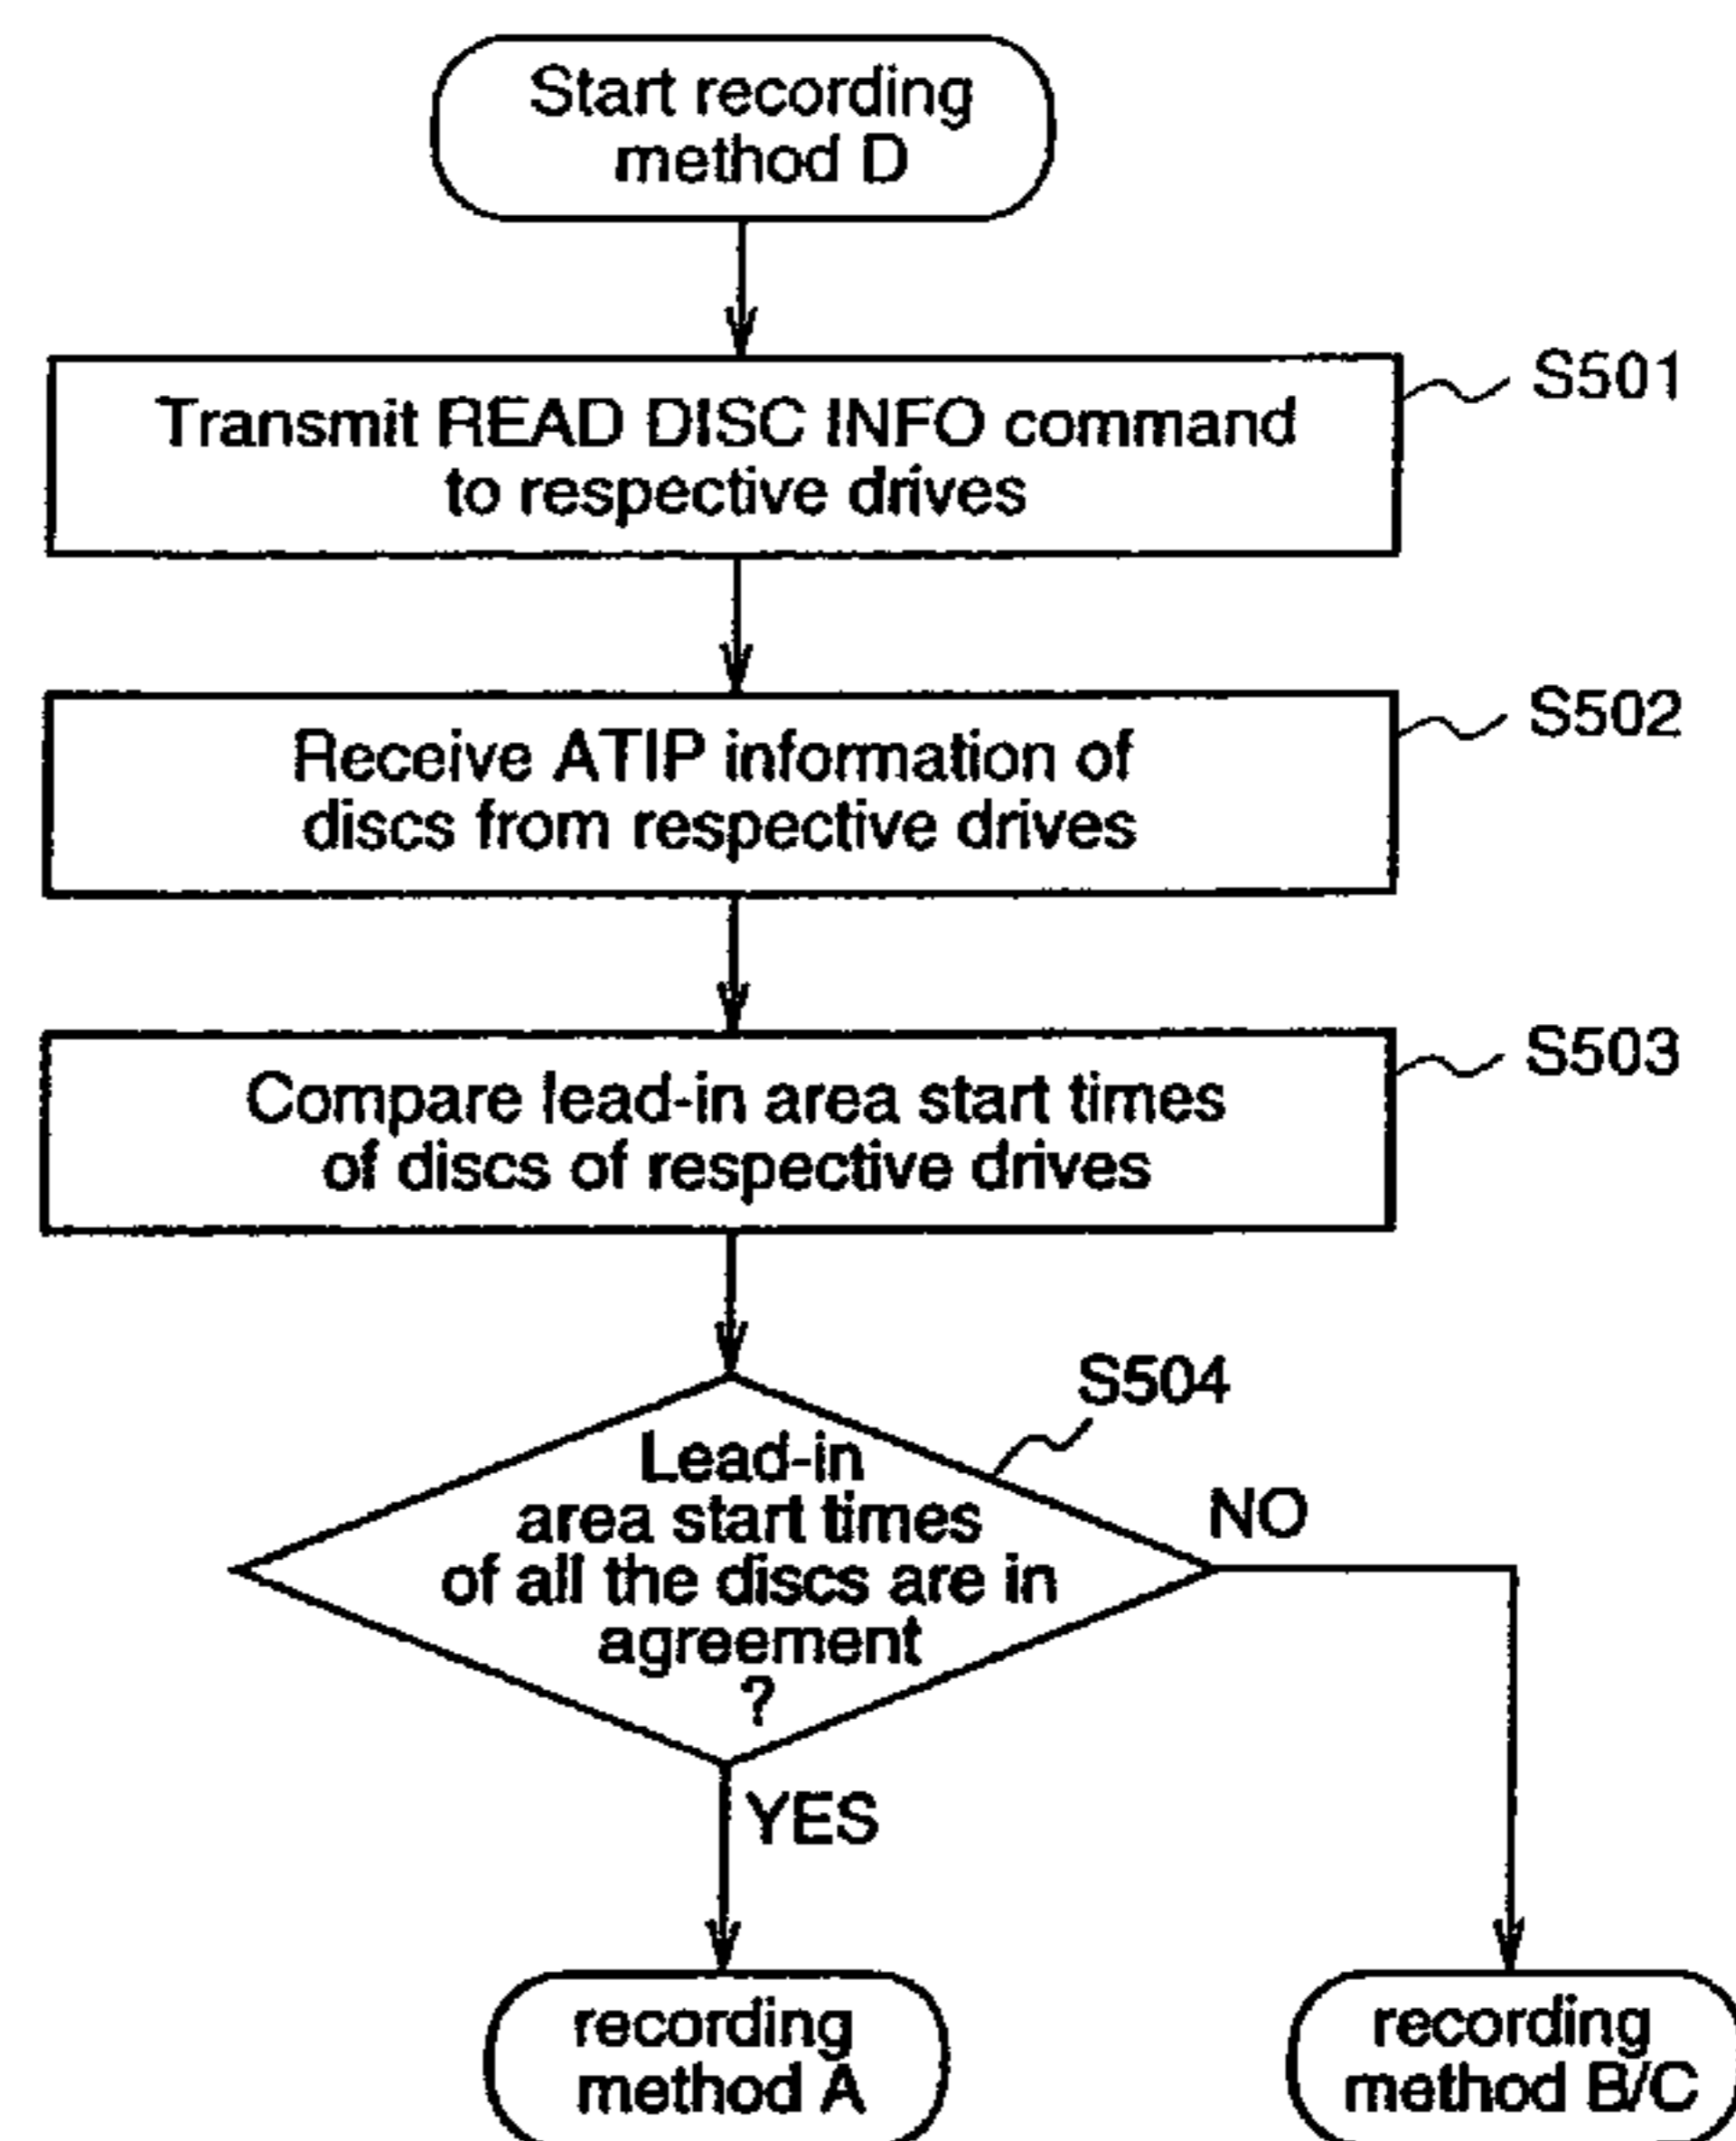 Start recording
method D
Transmit READ DISC INFO command
to respective drives
S501
Receive ATIP information of
discs from respective drives
S502
Compare lead-in area start times
of discs of respective drives
S503
S504
Lead-in
area start times
of all the discs are in
agreement
?
NO
YES
recording
method A
recording
method B/C